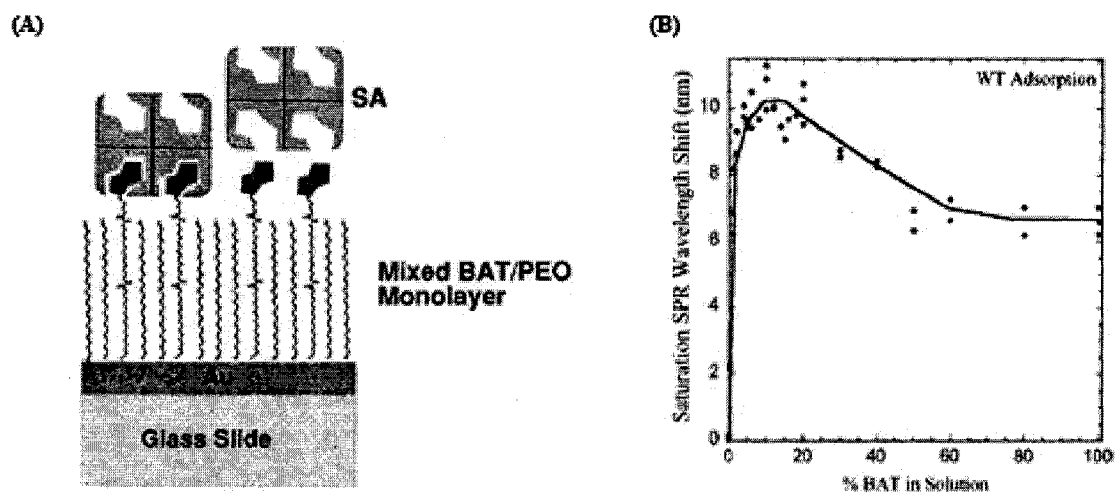 (A)
SA
Mixed BAT/PEO
Monolayer
Au
Glass Slide
(B)
WT Adsorption
Saturation SPR Wavelength Shift (nm)
10
8
6
4
2
0
0 20 40 60 80 100
% BAT in Solution